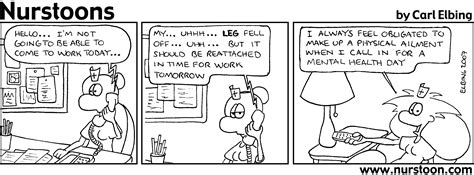 Nurstoons
by Carl Elbing
HELLO... I'M NOT
GOING TO BE ABLE TO
COME TO WORK TODAY...
MY... UHHH... LEG FELL
OFF... UHH... BUT IT
SHOULD BE REATTACHED
IN TIME FOR WORK
TOMORROW
I ALWAYS FEEL OBLIGATED TO
MAKE UP A PHYSICAL AILMENT
WHEN I CALL IN FOR A
MENTAL HEALTH DAY
ELBING 2007
www.nurstoon.com